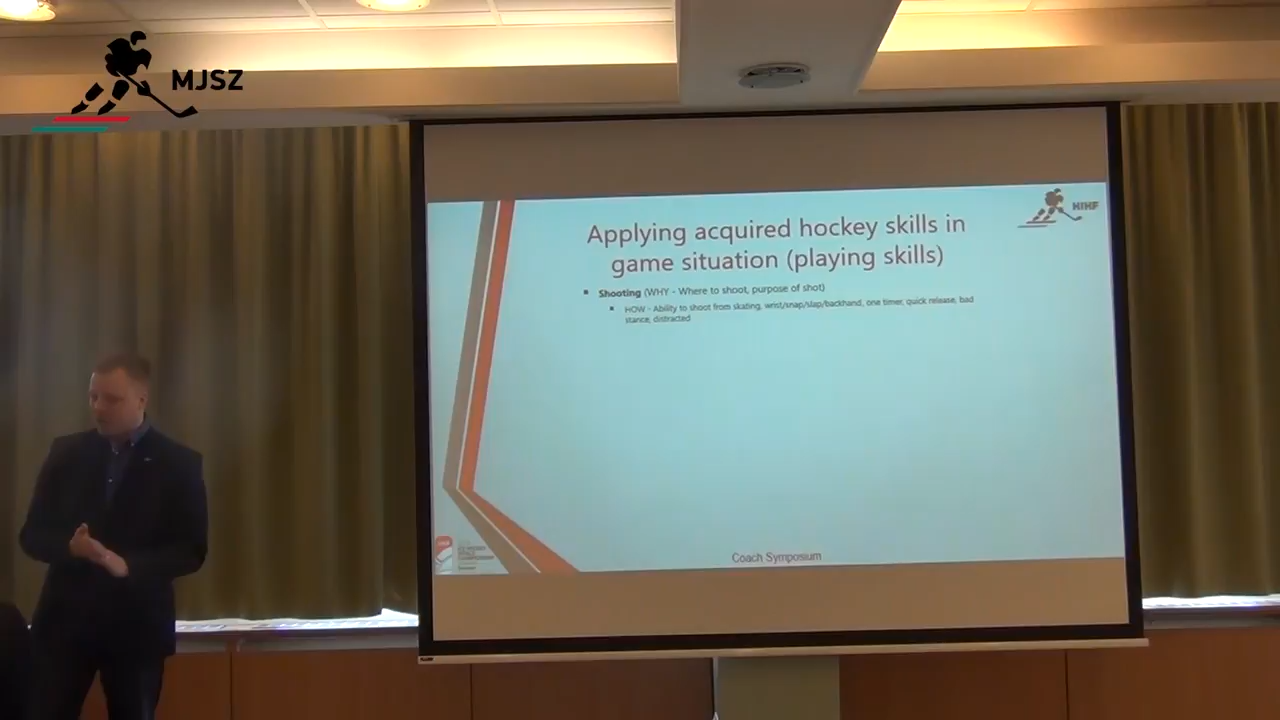 MJSZ
HIHF
Applying acquired hockey skills in
game situation (playing skills)
Shooting (WHY - Where to shoot, purpose of shot)
HOW - Ability to shoot from skating, wrist/snap/slap/backhand, one timer, quick release, bad
stance, distracted
Coach Symposium